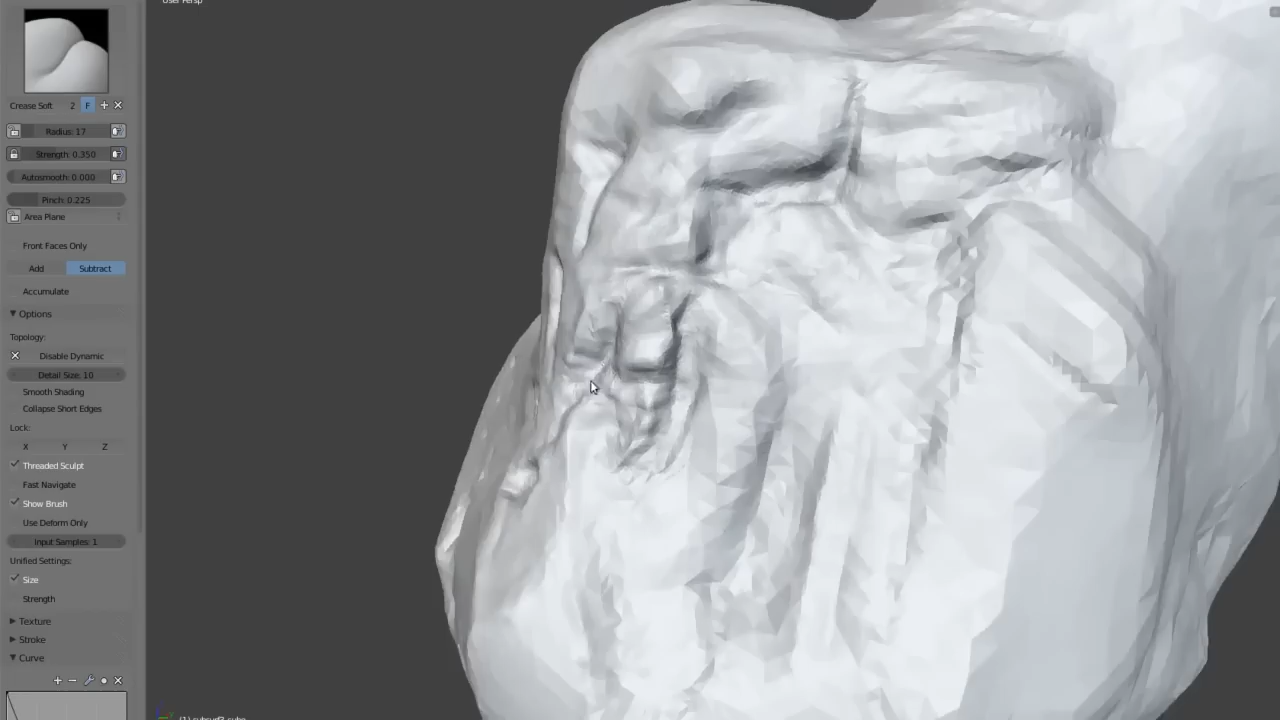 User Persp
Crease Soft 2 F
Radius: 17
Strength: 0.350
Autosmooth: 0.000
Pinch: 0.225
Area Plane
Front Faces Only
Add Subtract
Accumulate
Options
Topology:
Disable Dynamic
Detail Size: 10
Smooth Shading
Collapse Short Edges
Lock:
X Y Z
Threaded Sculpt
Fast Navigate
Show Brush
Use Deform Only
Input Samples: 1
Unified Settings:
Size
Strength
Texture
Stroke
Curve